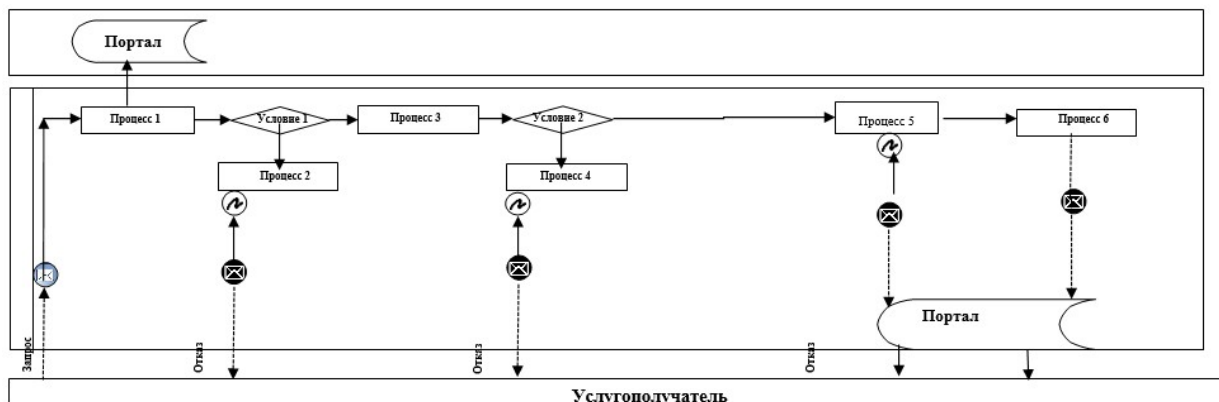 Портал
Процесс 1
Условие 1
Процесс 3
Условие 2
Процесс 5
Процесс 6
Процесс 2
Процесс 4
Портал
Запрос
Отказ
Отказ
Отказ
Услугополучатель